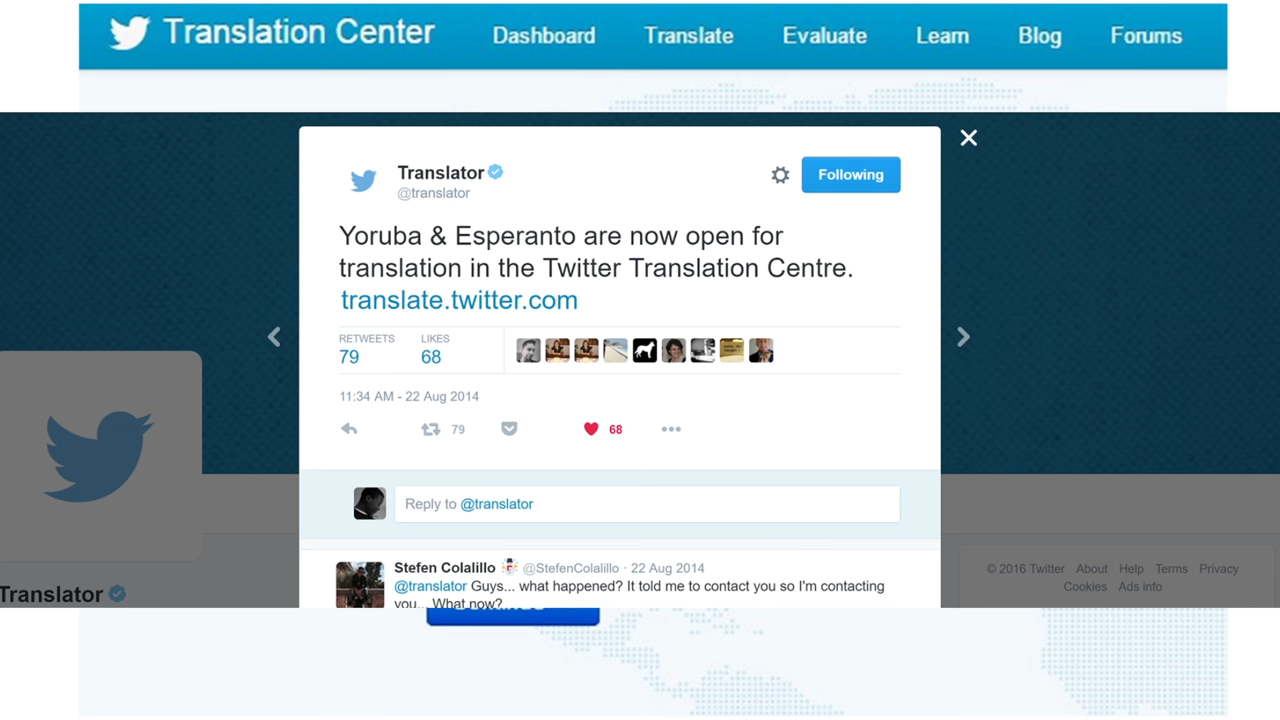 Translation Center
Dashboard
Translate
Evaluate
Learn
Blog
Forums
Translator
@translator
Following
Yoruba & Esperanto are now open for
translation in the Twitter Translation Centre.
translate.twitter.com
RETWEETS
79
LIKES
68
11:34 AM - 22 Aug 2014
79
68
Reply to @translator
Stefen Colalillo @StefenColalillo · 22 Aug 2014
@translator Guys... what happened? It told me to contact you so I'm contacting
you... What now?
Translator
© 2016 Twitter About Help Terms Privacy
Cookies Ads info